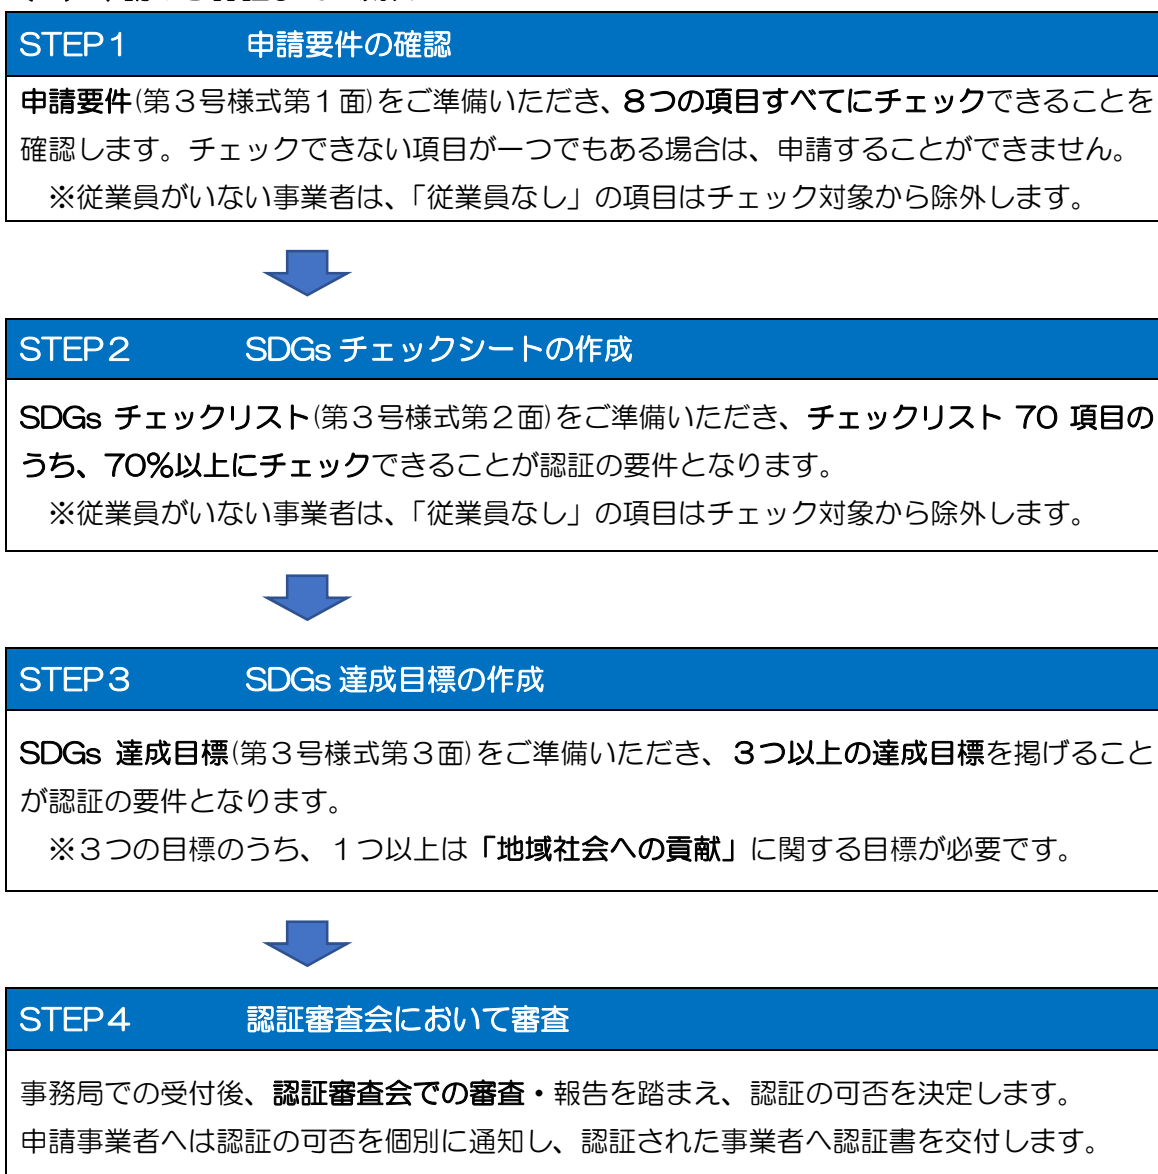 STEP１ 申請要件の確認
申請要件(第３号様式第１面)をご準備いただき、８つの項目すべてにチェックできることを
確認します。チェックできない項目が一つでもある場合は、申請することができません。
※従業員がいない事業者は、「従業員なし」の項目はチェック対象から除外します。
STEP２ SDGs チェックシートの作成
SDGs チェックリスト(第３号様式第２面)をご準備いただき、チェックリスト 70 項目の
うち、70％以上にチェックできることが認証の要件となります。
※従業員がいない事業者は、「従業員なし」の項目はチェック対象から除外します。
STEP３ SDGs 達成目標の作成
SDGs 達成目標(第３号様式第３面)をご準備いただき、３つ以上の達成目標を掲げること
が認証の要件となります。
※３つの目標のうち、１つ以上は「地域社会への貢献」に関する目標が必要です。
STEP４ 認証審査会において審査
事務局での受付後、認証審査会での審査・報告を踏まえ、認証の可否を決定します。
申請事業者へは認証の可否を個別に通知し、認証された事業者へ認証書を交付します。